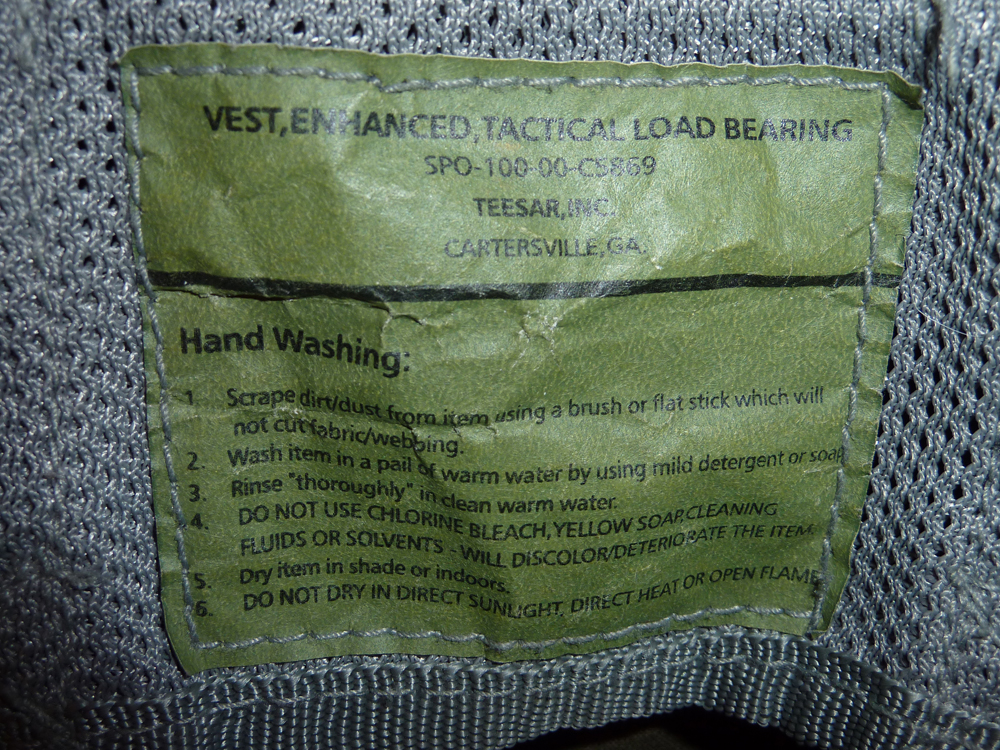 VEST,ENHANCED,TACTICAL LOAD BEARING
SPO-100-00-C5869
TEESAR,INC.
CARTERSVILLE,GA.
Hand Washing:
1. Scrape dirt/dust from item using a brush or flat stick which will
not cut fabric/webbing.
2. Wash item in a pail of warm water by using mild detergent or soap
3. Rinse "thoroughly" in clean warm water.
4. DO NOT USE CHLORINE BLEACH,YELLOW SOAP,CLEANING
FLUIDS OR SOLVENTS - WILL DISCOLOR/DETERIORATE THE ITEM.
5. Dry item in shade or indoors.
6. DO NOT DRY IN DIRECT SUNLIGHT, DIRECT HEAT OR OPEN FLAME